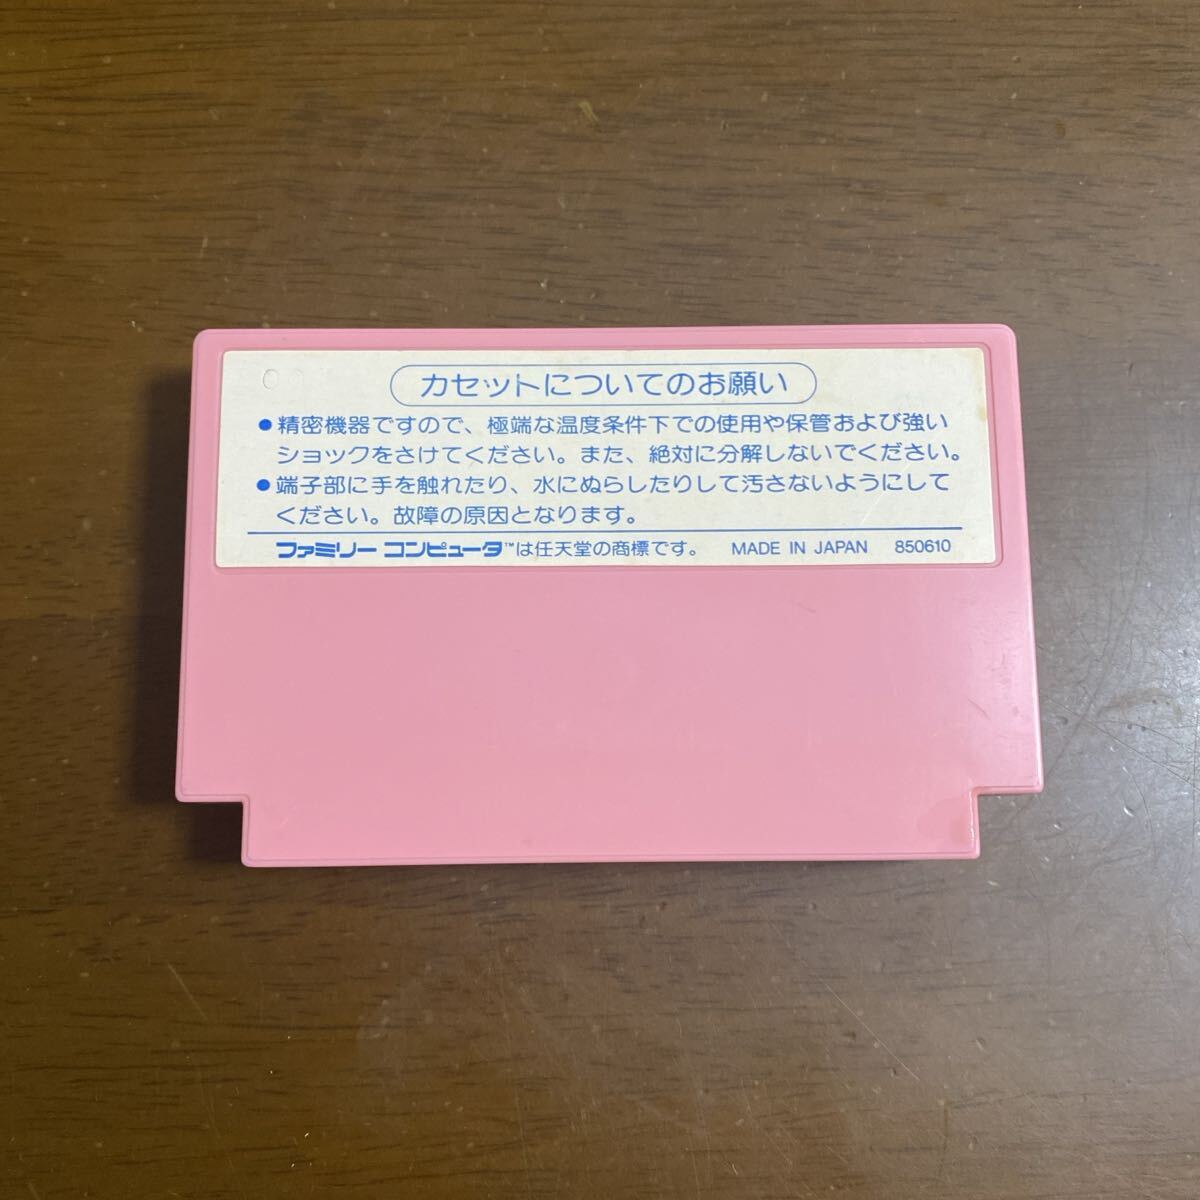 カセットについてのお願い
●精密機器ですので、極端な温度条件下での使用や保管および強い
ショックをさけてください。また、絶対に分解しないでください。
●端子部に手を触れたり、水にぬらしたりして汚さないようにして
ください。故障の原因となります。
ファミリー コンピュータ™は任天堂の商標です。 MADE IN JAPAN 850610